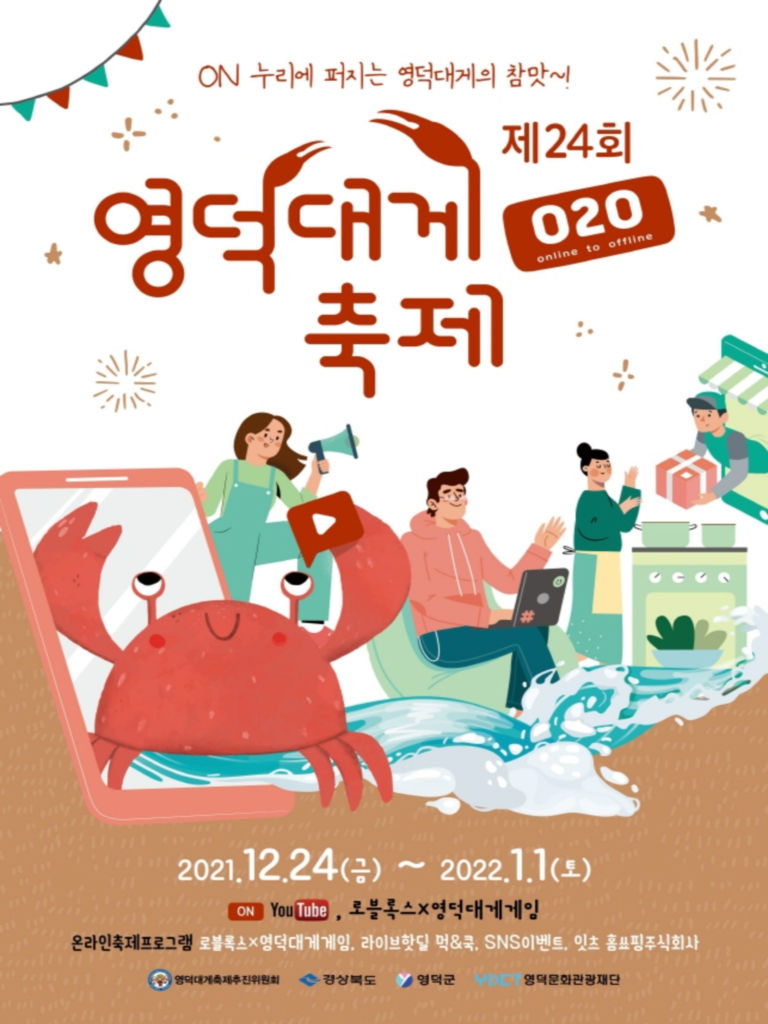 ON 누리에 퍼지는 영덕대게의 참맛~!
제24회
영덕대게
O2O
online to offline
축제
2021.12.24(금) ~ 2022.1.1(토)
ON YouTube , 로블록스x영덕대게게임
온라인축제프로그램 로블록스x영덕대게게임, 라이브핫딜 먹&쿡, SNS이벤트, 잇츠 홈쇼핑주식회사
영덕대게축제추진위원회 경상북도 영덕군 YDCT 영덕문화관광재단